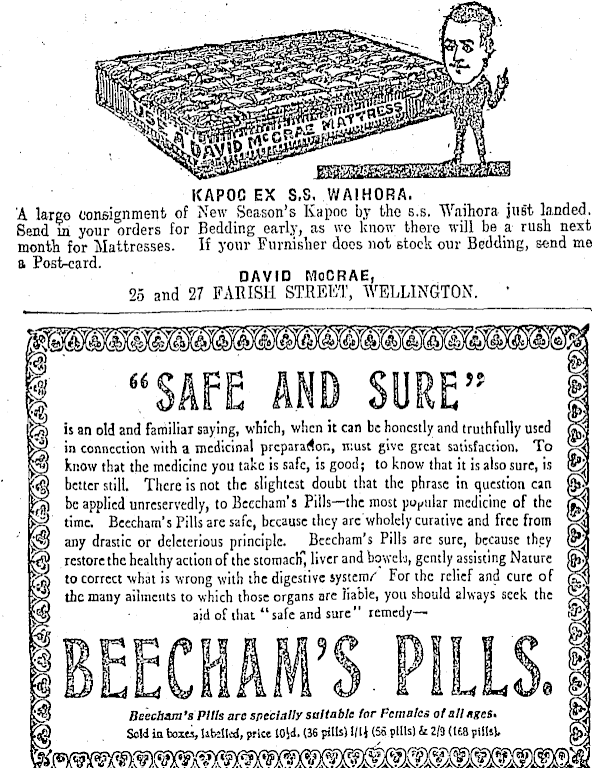 USE A
DAVID McCRAE MATTRESS
KAPOC EX S.S. WAIHORA.
A large consignment of New Season's Kapoc by the s.s. Waihora just landed.
Send in your orders for Bedding early, as we know there will be a rush next
month for Mattresses. If your Furnisher does not stock our Bedding, send me
a Post-card.
DAVID McCRAE,
25 and 27 FARISH STREET, WELLINGTON.
"SAFE AND SURE"
is an old and familiar saying, which, when it can be honestly and truthfully used
in connection with a medicinal preparation, must give great satisfaction. To
know that the medicine you take is safe, is good; to know that it is also sure, is
better still. There is not the slightest doubt that the phrase in question can
be applied unreservedly, to Beecham's Pills—the most popular medicine of the
time. Beecham's Pills are safe, because they are wholely curative and free from
any drastic or deleterious principle. Beecham's Pills are sure, because they
restore the healthy action of the stomach, liver and bowels, gently assisting Nature
to correct what is wrong with the digestive system. For the relief and cure of
the many ailments to which those organs are liable, you should always seek the
aid of that "safe and sure" remedy—
BEECHAM'S PILLS.
Beecham's Pills are specially suitable for Females of all ages.
Sold in boxes, labelled, price 10½d. (36 pills) 1/1½ (56 pills) & 2/9 (168 pills).